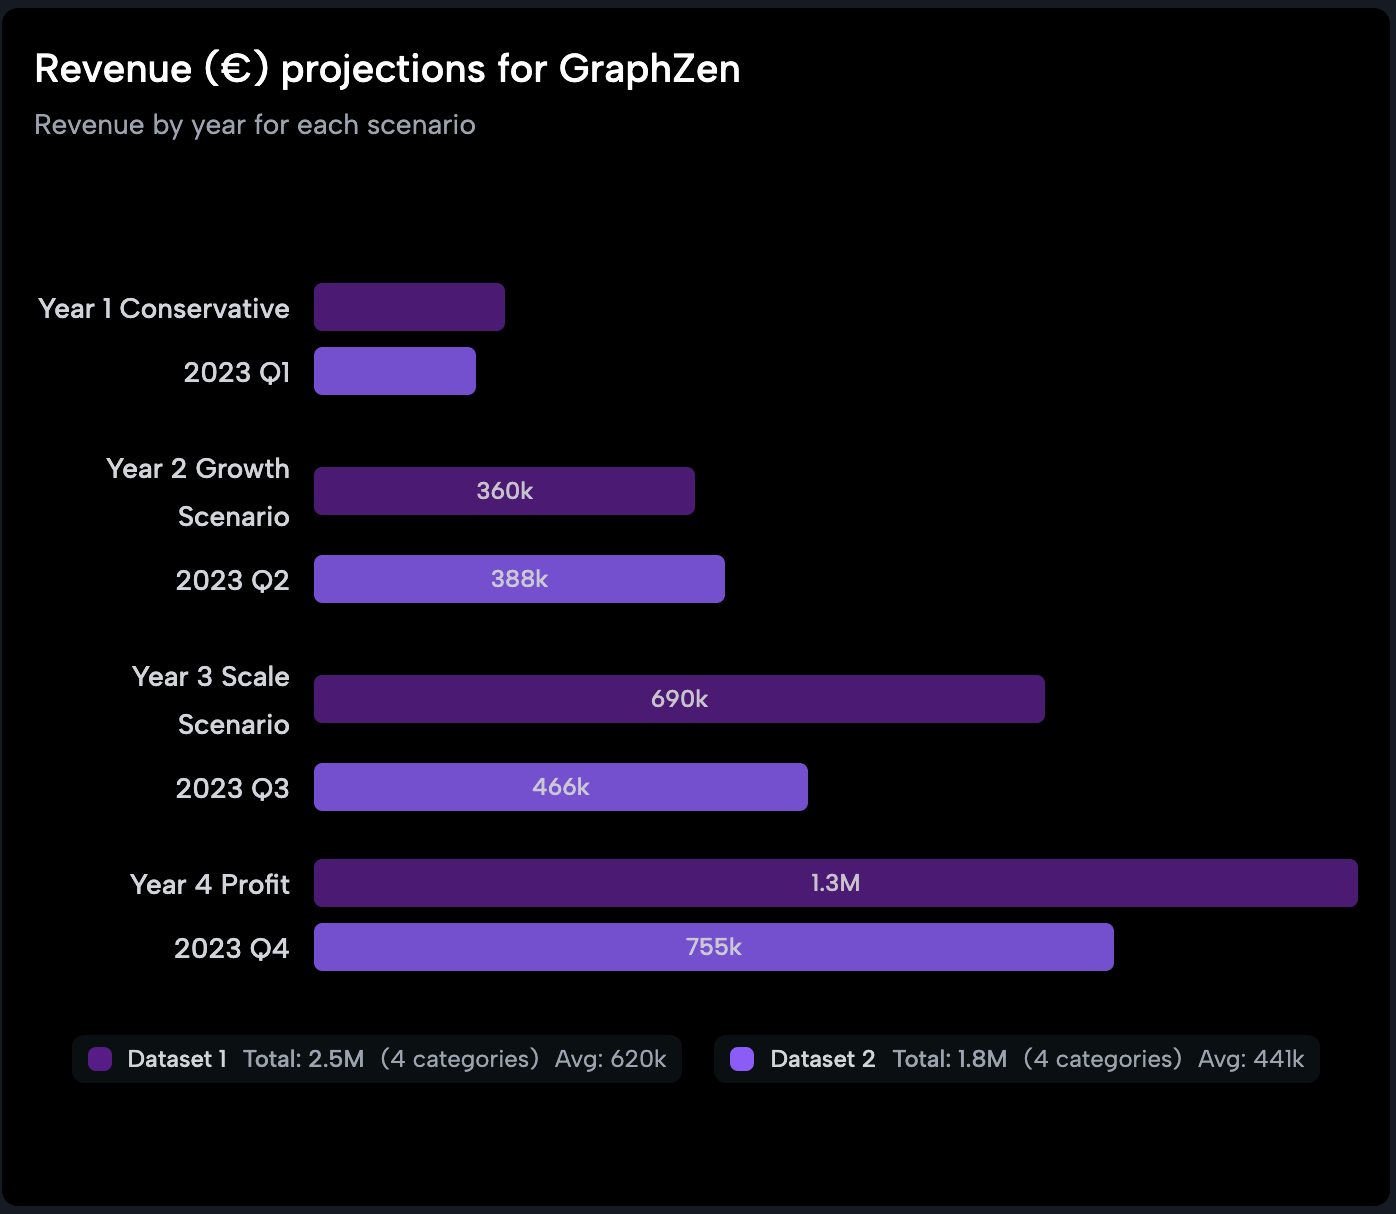 Revenue (€) projections for GraphZen
Revenue by year for each scenario
Year 1 Conservative
2023 Q1
Year 2 Growth
Scenario
360k
2023 Q2
388k
Year 3 Scale
Scenario
690k
2023 Q3
466k
Year 4 Profit
1.3M
2023 Q4
755k
Dataset 1 Total: 2.5M (4 categories) Avg: 620k
Dataset 2 Total: 1.8M (4 categories) Avg: 441k